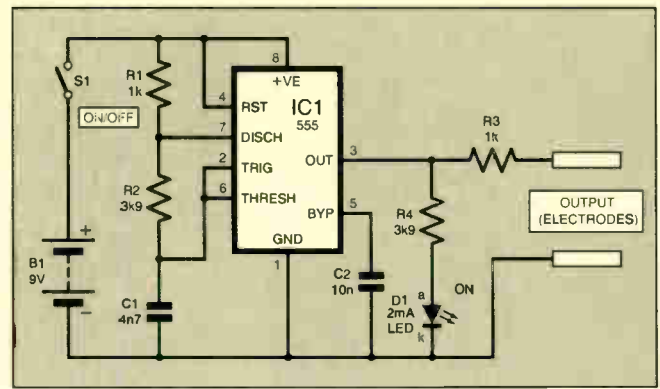 S1
ON/OFF
R1
1k
R2
3k9
B1
9V
+
−
C1
4n7
8
+VE
4
RST
IC1
555
7
DISCH
2
TRIG
OUT
3
6
THRESH
BYP
5
GND
1
C2
10n
R3
1k
R4
3k9
D1
2mA
LED
a
k
ON
OUTPUT
(ELECTRODES)